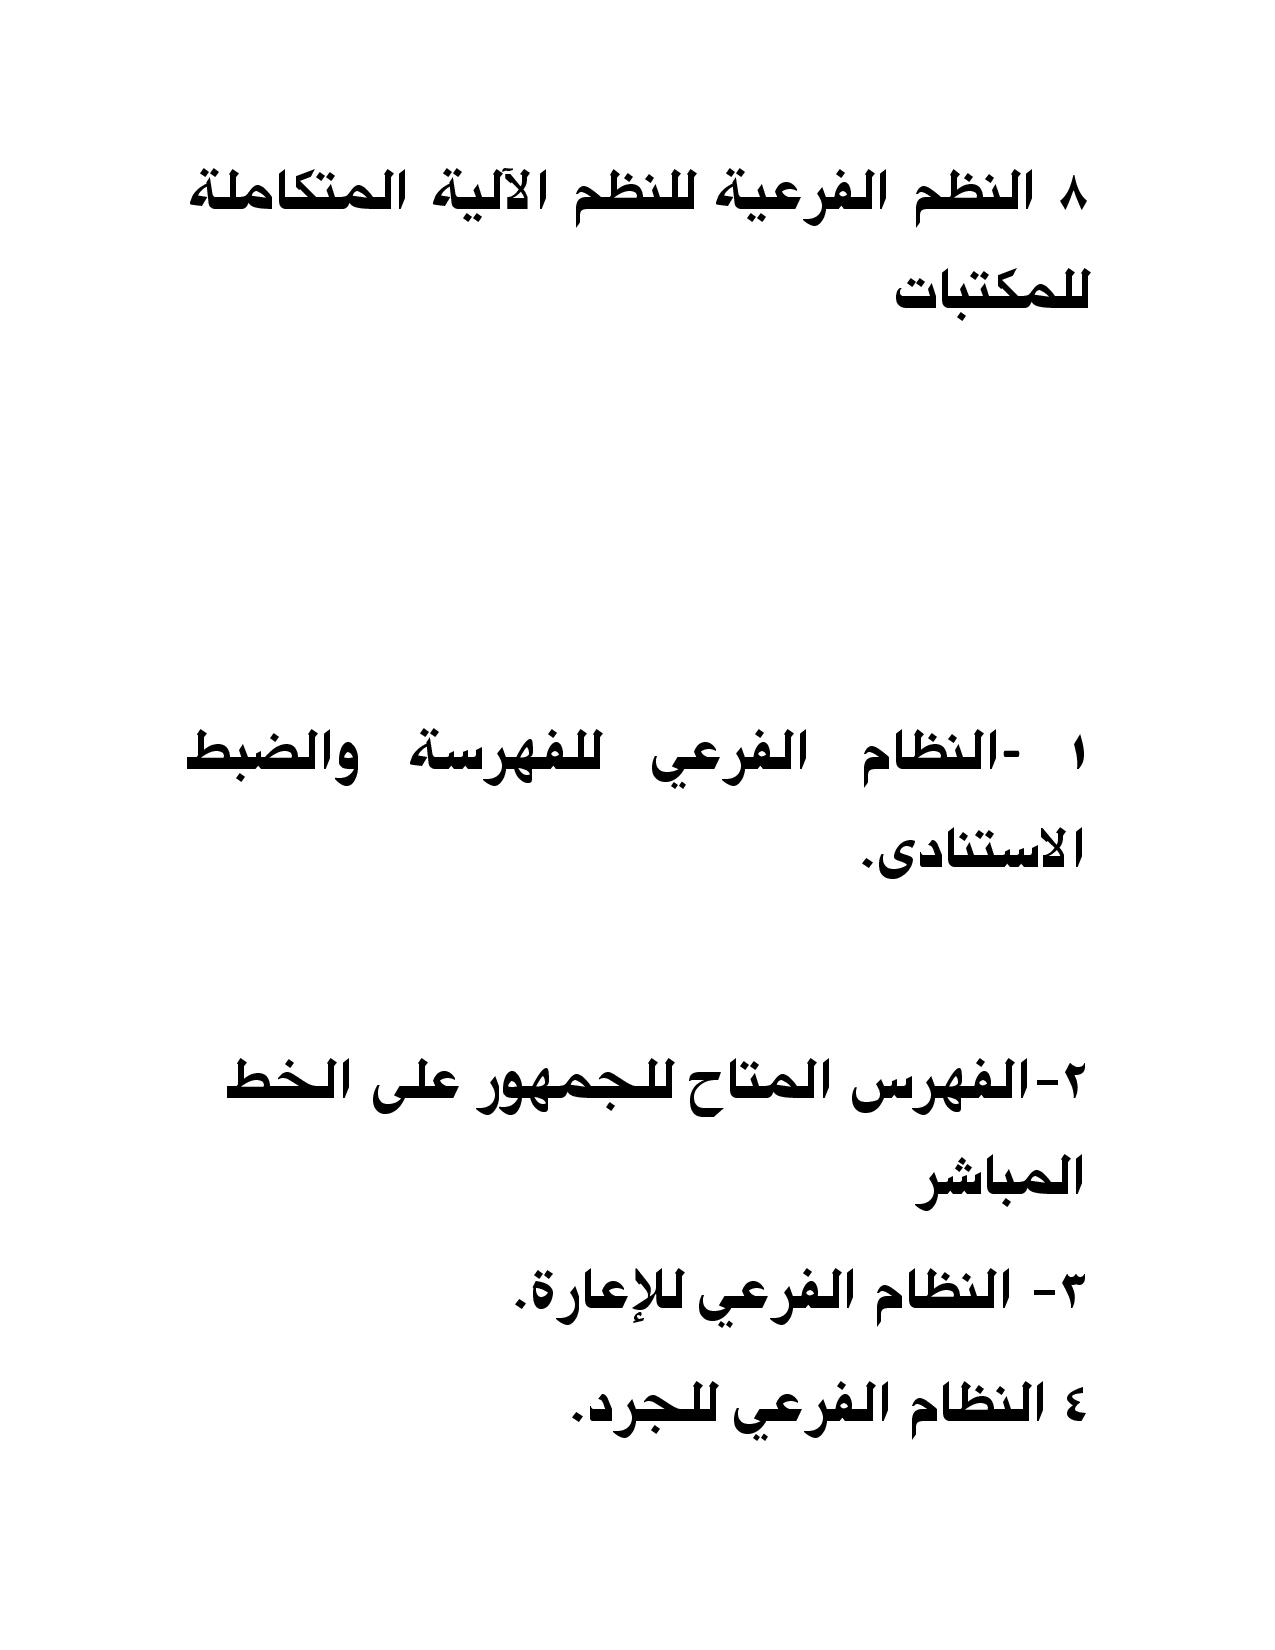 ٨ النظم الفرعية للنظم الآلية المتكاملة
للمكتبات
١ -النظام الفرعي للفهرسة والضبط
الاستنادى.
٢-الفهرس المتاح للجمهور على الخط
المباشر
٣- النظام الفرعي للإعارة.
٤ النظام الفرعي للجرد.